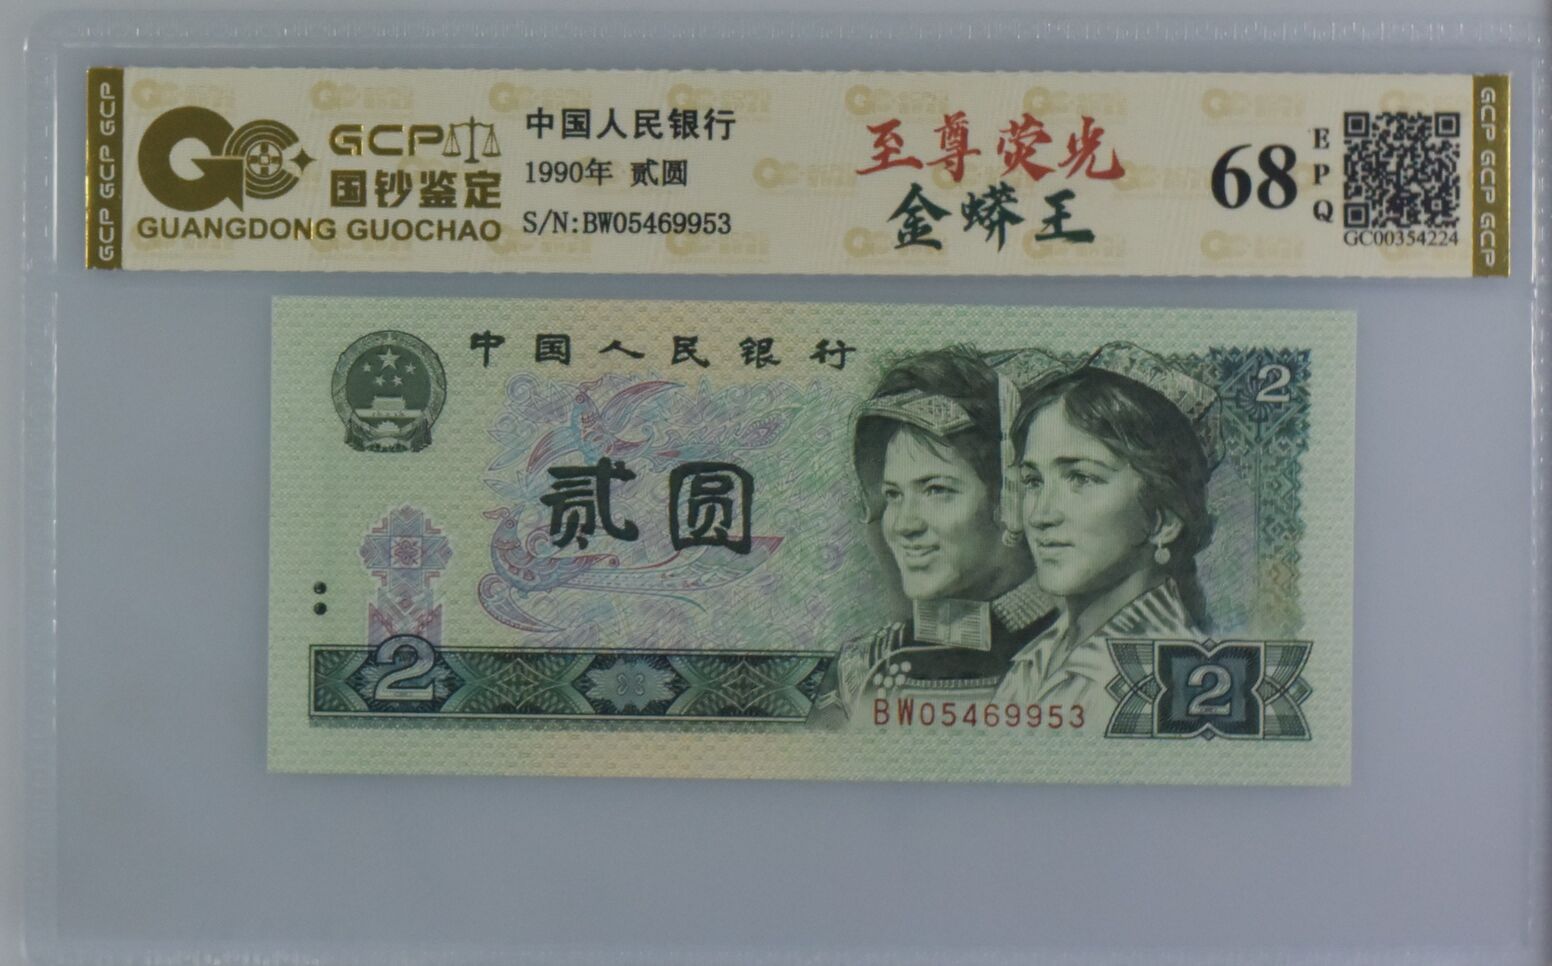 GCP GCP GCP
GCP
国钞鉴定
GUANGDONG GUOCHAO
中国人民银行
1990年 贰圆
S/N:BW05469953
至尊荧光
金蟒王
68
EPQ
GC00354224
GCP GCP GCP
中国人民银行
2
贰圆
2
BW05469953
2